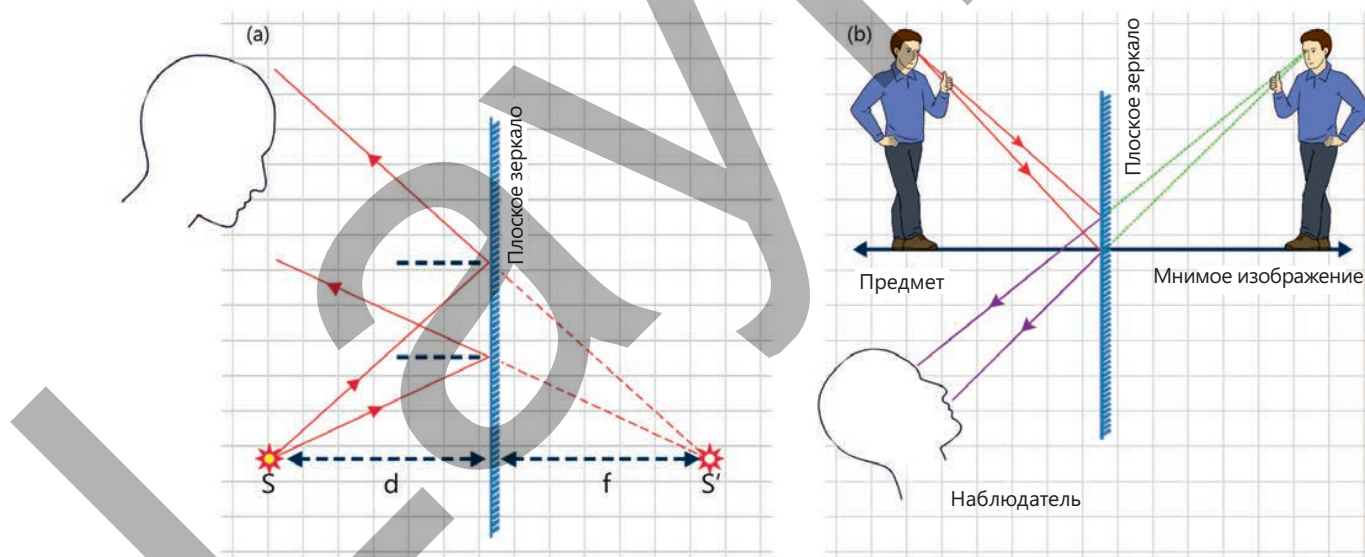 (a)
Плоское зеркало
S
d
f
S'
(b)
Плоское зеркало
Предмет
Мнимое изображение
Наблюдатель